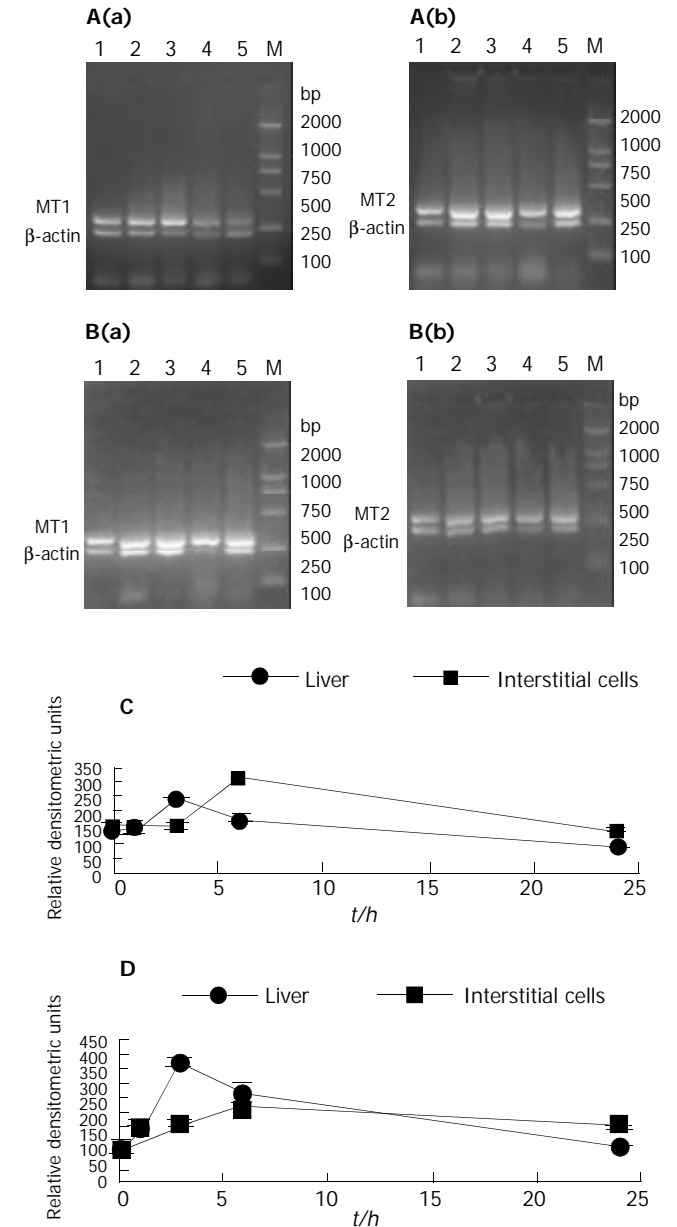 A(a)
1 2 3 4 5 M
bp
2000
1000
750
500
250
100
MT1
β-actin
A(b)
1 2 3 4 5 M
2000
1000
750
500
250
100
MT2
β-actin
B(a)
1 2 3 4 5 M
bp
2000
1000
750
500
250
100
MT1
β-actin
B(b)
1 2 3 4 5 M
bp
2000
1000
750
500
250
100
MT2
β-actin
Liver Interstitial cells
C
Relative densitometric units
350
300
250
200
150
100
50
0
0 5 10 15 20 25
t/h
D
Liver Interstitial cells
Relative densitometric units
450
400
350
300
250
200
150
100
50
0
0 5 10 15 20 25
t/h